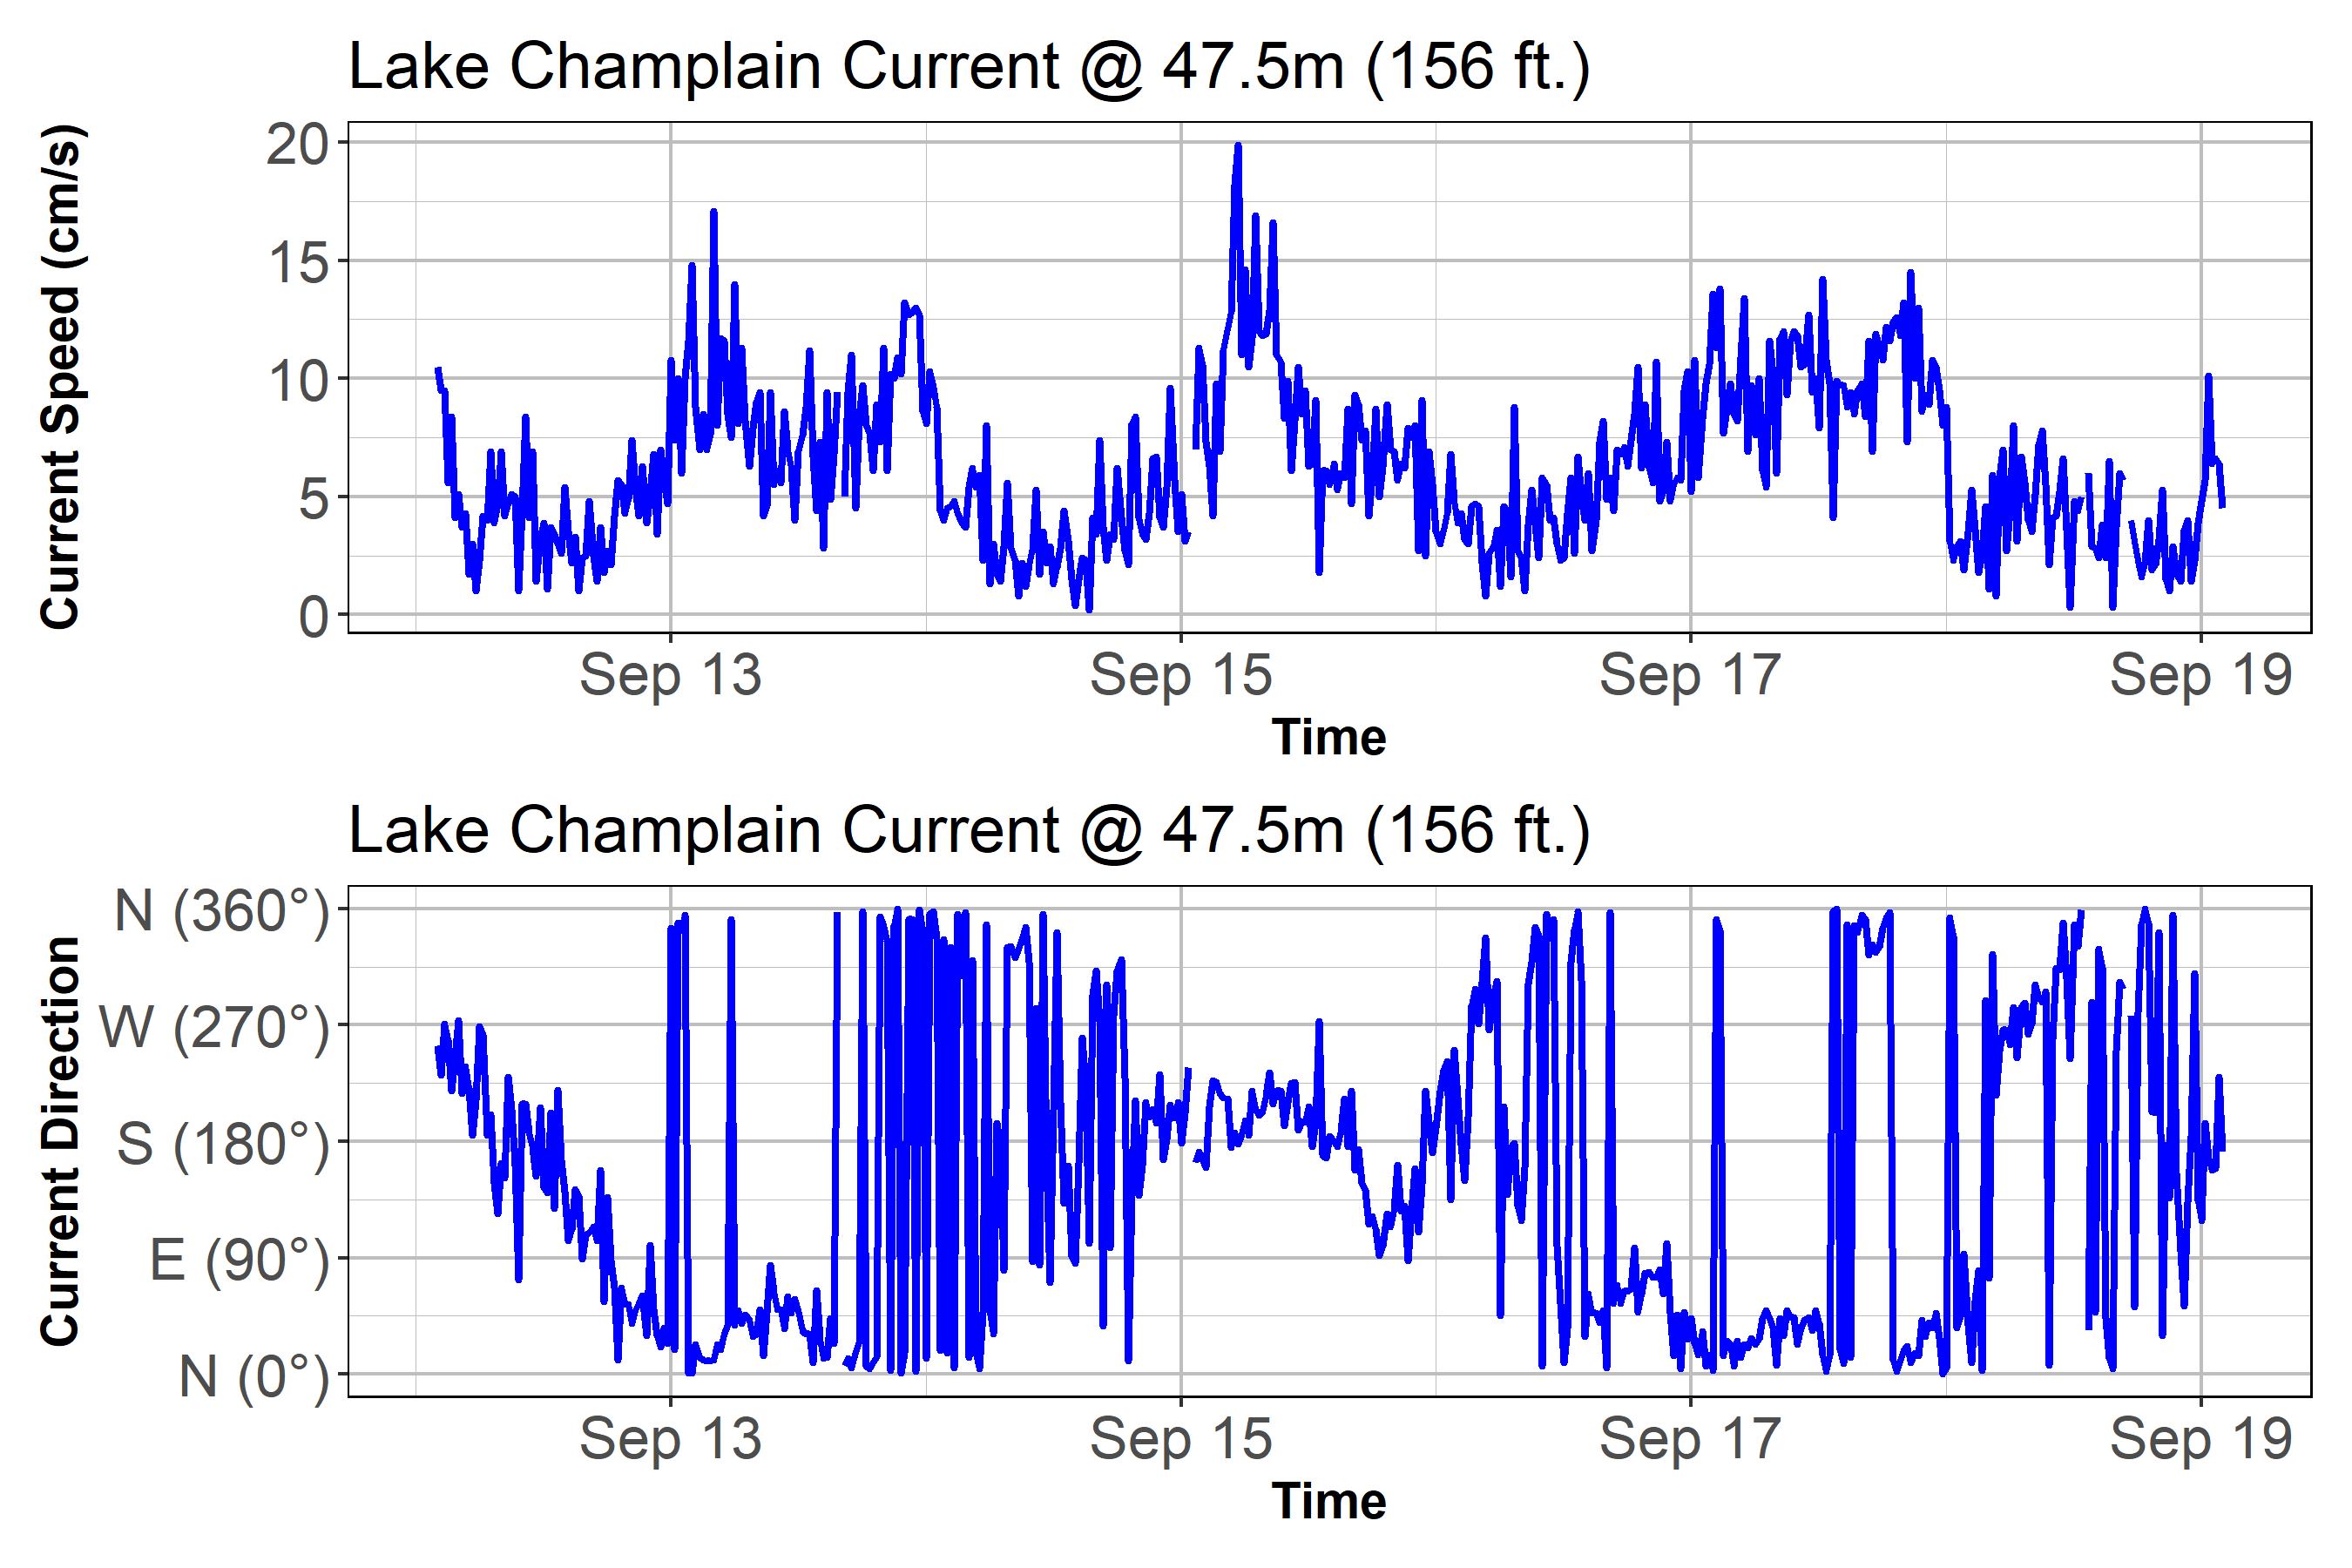 Lake Champlain Current @ 47.5m (156 ft.)
Current Speed (cm/s)
20
15
10
5
0
Sep 13 Sep 15 Sep 17 Sep 19
Time
Lake Champlain Current @ 47.5m (156 ft.)
Current Direction
N (360°)
W (270°)
S (180°)
E (90°)
N (0°)
Sep 13 Sep 15 Sep 17 Sep 19
Time